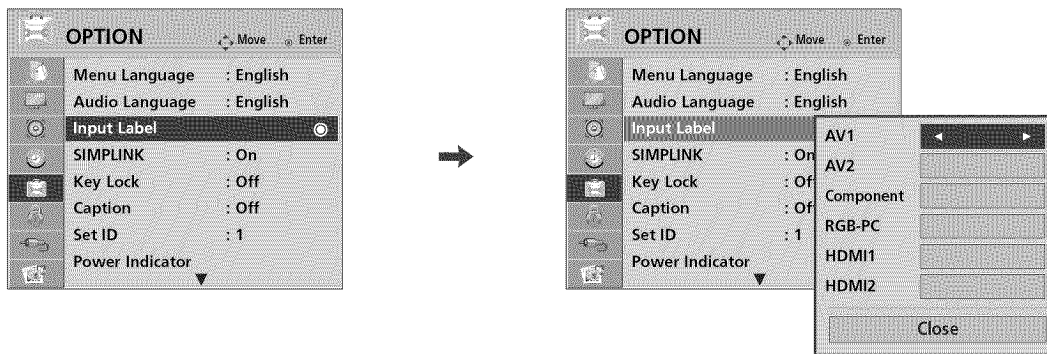 OPTION Move Enter
Menu Language : English
Audio Language : English
Input Label
SIMPLINK : On
Key Lock : Off
Caption : Off
Set ID : 1
Power Indicator
OPTION Move Enter
Menu Language : English
Audio Language : English
Input Label
SIMPLINK : On
Key Lock : Of
Caption : Of
Set ID : 1
Power Indicator
AV1
AV2
Component
RGB-PC
HDMI1
HDMI2
Close